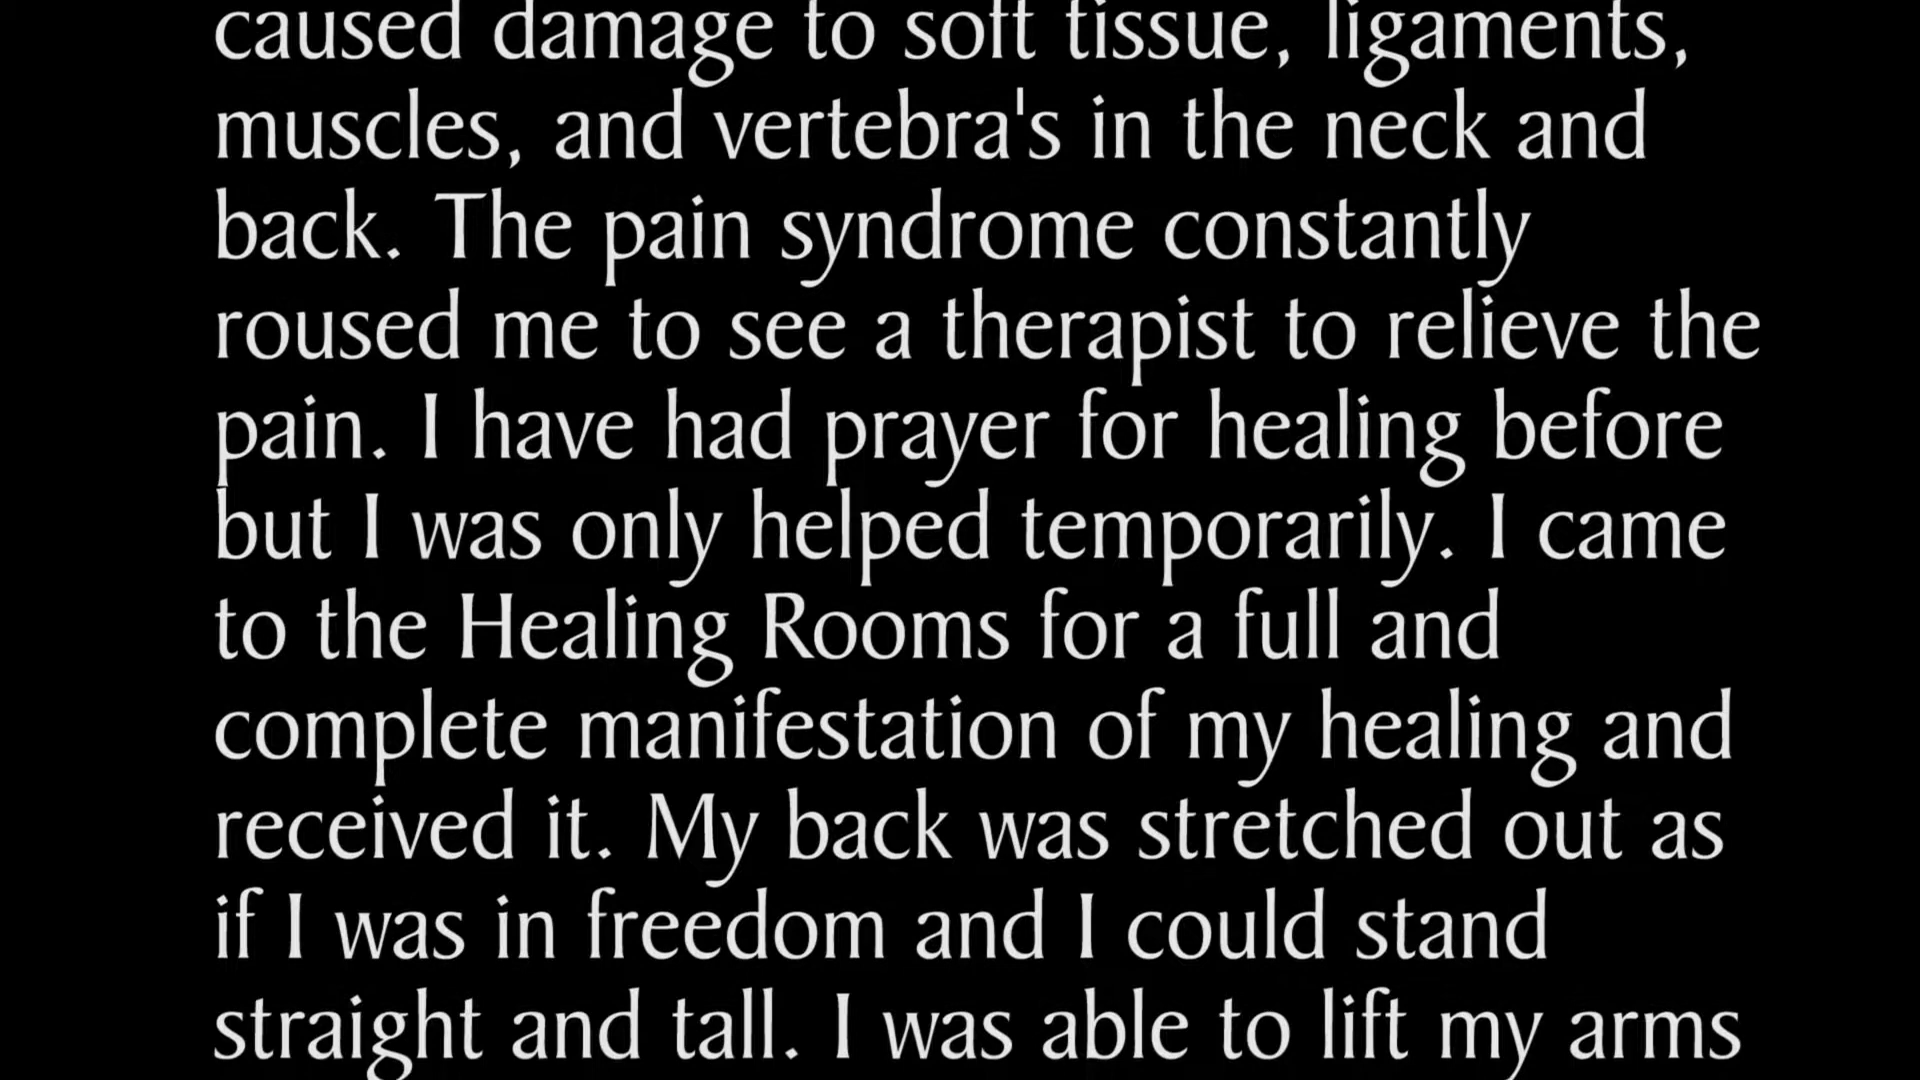 caused damage to soft tissue, ligaments,
muscles, and vertebra's in the neck and
back. The pain syndrome constantly
roused me to see a therapist to relieve the
pain. I have had prayer for healing before
but I was only helped temporarily. I came
to the Healing Rooms for a full and
complete manifestation of my healing and
received it. My back was stretched out as
if I was in freedom and I could stand
straight and tall. I was able to lift my arms